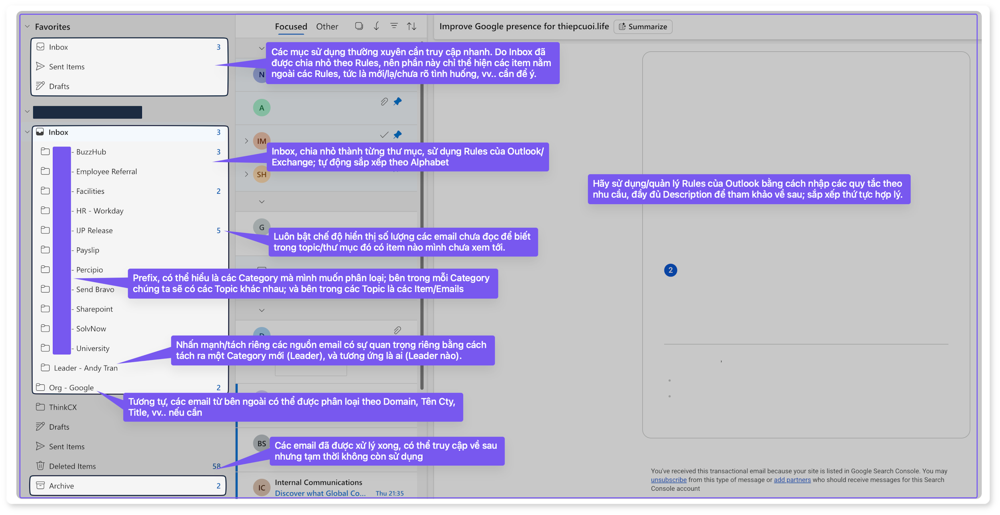 Favorites
Inbox 3
Sent Items
Drafts
Inbox 3
- BuzzHub 3
- Employee Referral
- Facilities 2
- HR - Workday
- IJP Release 5
- Payslip
- Percipio
- Send Bravo
- Sharepoint
- SolvNow
- University
Leader - Andy Tran
Org - Google 2
ThinkCX
Drafts
Sent Items
Deleted Items 58
Archive 2
Focused Other
N
A
IM
SH
G
BS
IC
Internal Communications
Discover what Global Co... Thu 21:35
Improve Google presence for thiepcuoi.life
Summarize
Các mục sử dụng thường xuyên cần truy cập nhanh. Do Inbox đã
được chia nhỏ theo Rules, nên phần này chỉ thể hiện các item nằm
ngoài các Rules, tức là mới/lạ/chưa rõ tình huống, vv.. cần để ý.
Inbox, chia nhỏ thành từng thư mục, sử dụng Rules của Outlook/
Exchange; tự động sắp xếp theo Alphabet
Hãy sử dụng/quản lý Rules của Outlook bằng cách nhập các quy tắc theo
nhu cầu, đầy đủ Description để tham khảo về sau; sắp xếp thứ tực hợp lý.
Luôn bật chế độ hiển thị số lượng các email chưa đọc để biết
trong topic/thư mục đó có item nào mình chưa xem tới.
Prefix, có thể hiểu là các Category mà mình muốn phân loại; bên trong mỗi Category
chúng ta sẽ có các Topic khác nhau; và bên trong các Topic là các Item/Emails
Nhấn mạnh/tách riêng các nguồn email có sự quan trọng riêng bằng cách
tách ra một Category mới (Leader), và tương ứng là ai (Leader nào).
Tương tự, các email từ bên ngoài có thể được phân loại theo Domain, Tên Cty,
Title, vv.. nếu cần
Các email đã được xử lý xong, có thể truy cập về sau
nhưng tạm thời không còn sử dụng
2
You've received this transactional email because your site is listed in Google Search Console. You may
unsubscribe from this type of message or add partners who should receive messages for this Search
Console account